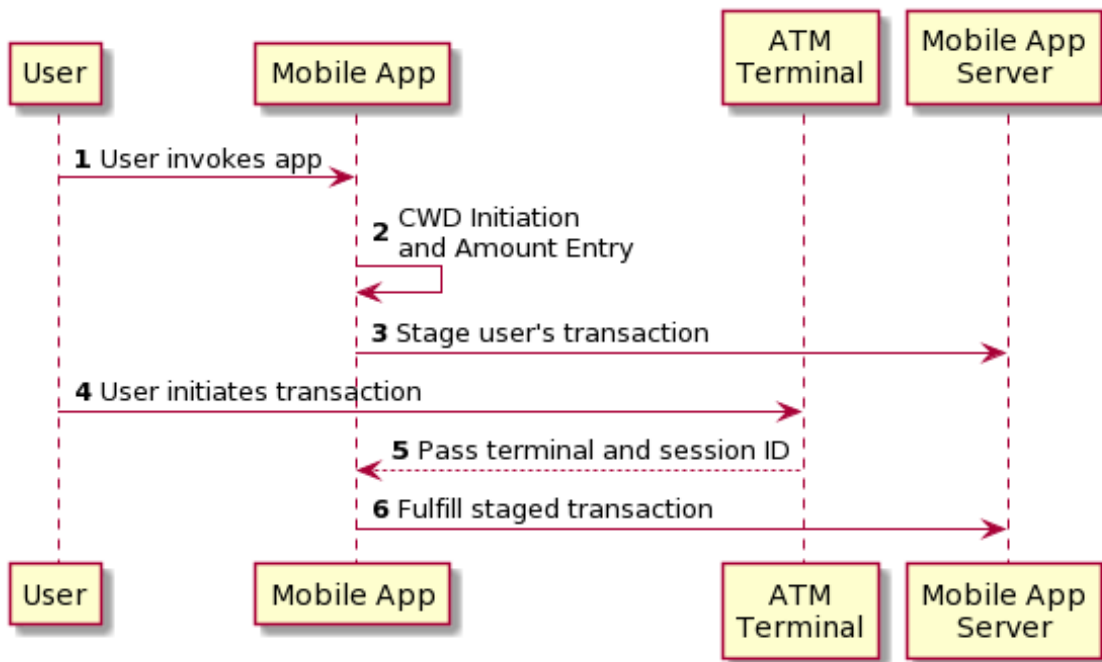 User
Mobile App
ATM
Terminal
Mobile App
Server
1 User invokes app
2 CWD Initiation
and Amount Entry
3 Stage user's transaction
4 User initiates transaction
5 Pass terminal and session ID
6 Fulfill staged transaction
User
Mobile App
ATM
Terminal
Mobile App
Server